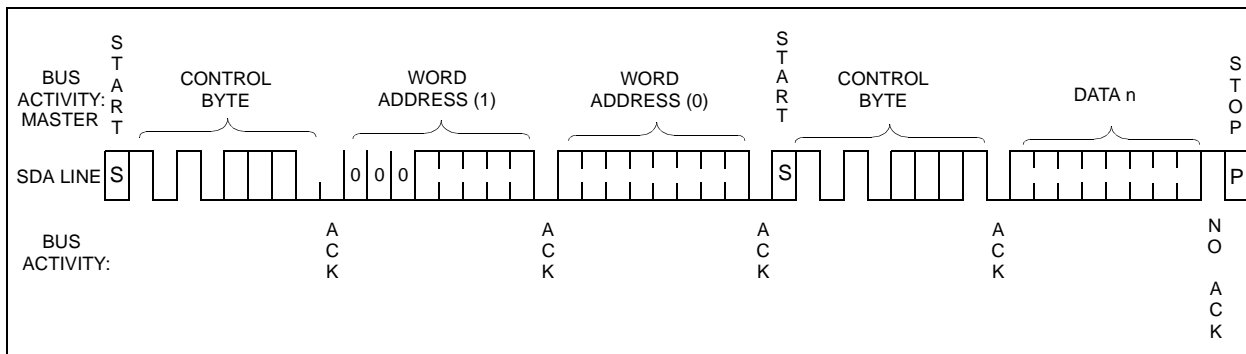 START
BUS
ACTIVITY:
MASTER
CONTROL
BYTE
WORD
ADDRESS (1)
WORD
ADDRESS (0)
START
CONTROL
BYTE
DATA n
STOP
SDA LINE
S
0 0 0
S
P
BUS
ACTIVITY:
ACK
ACK
ACK
ACK
NO ACK